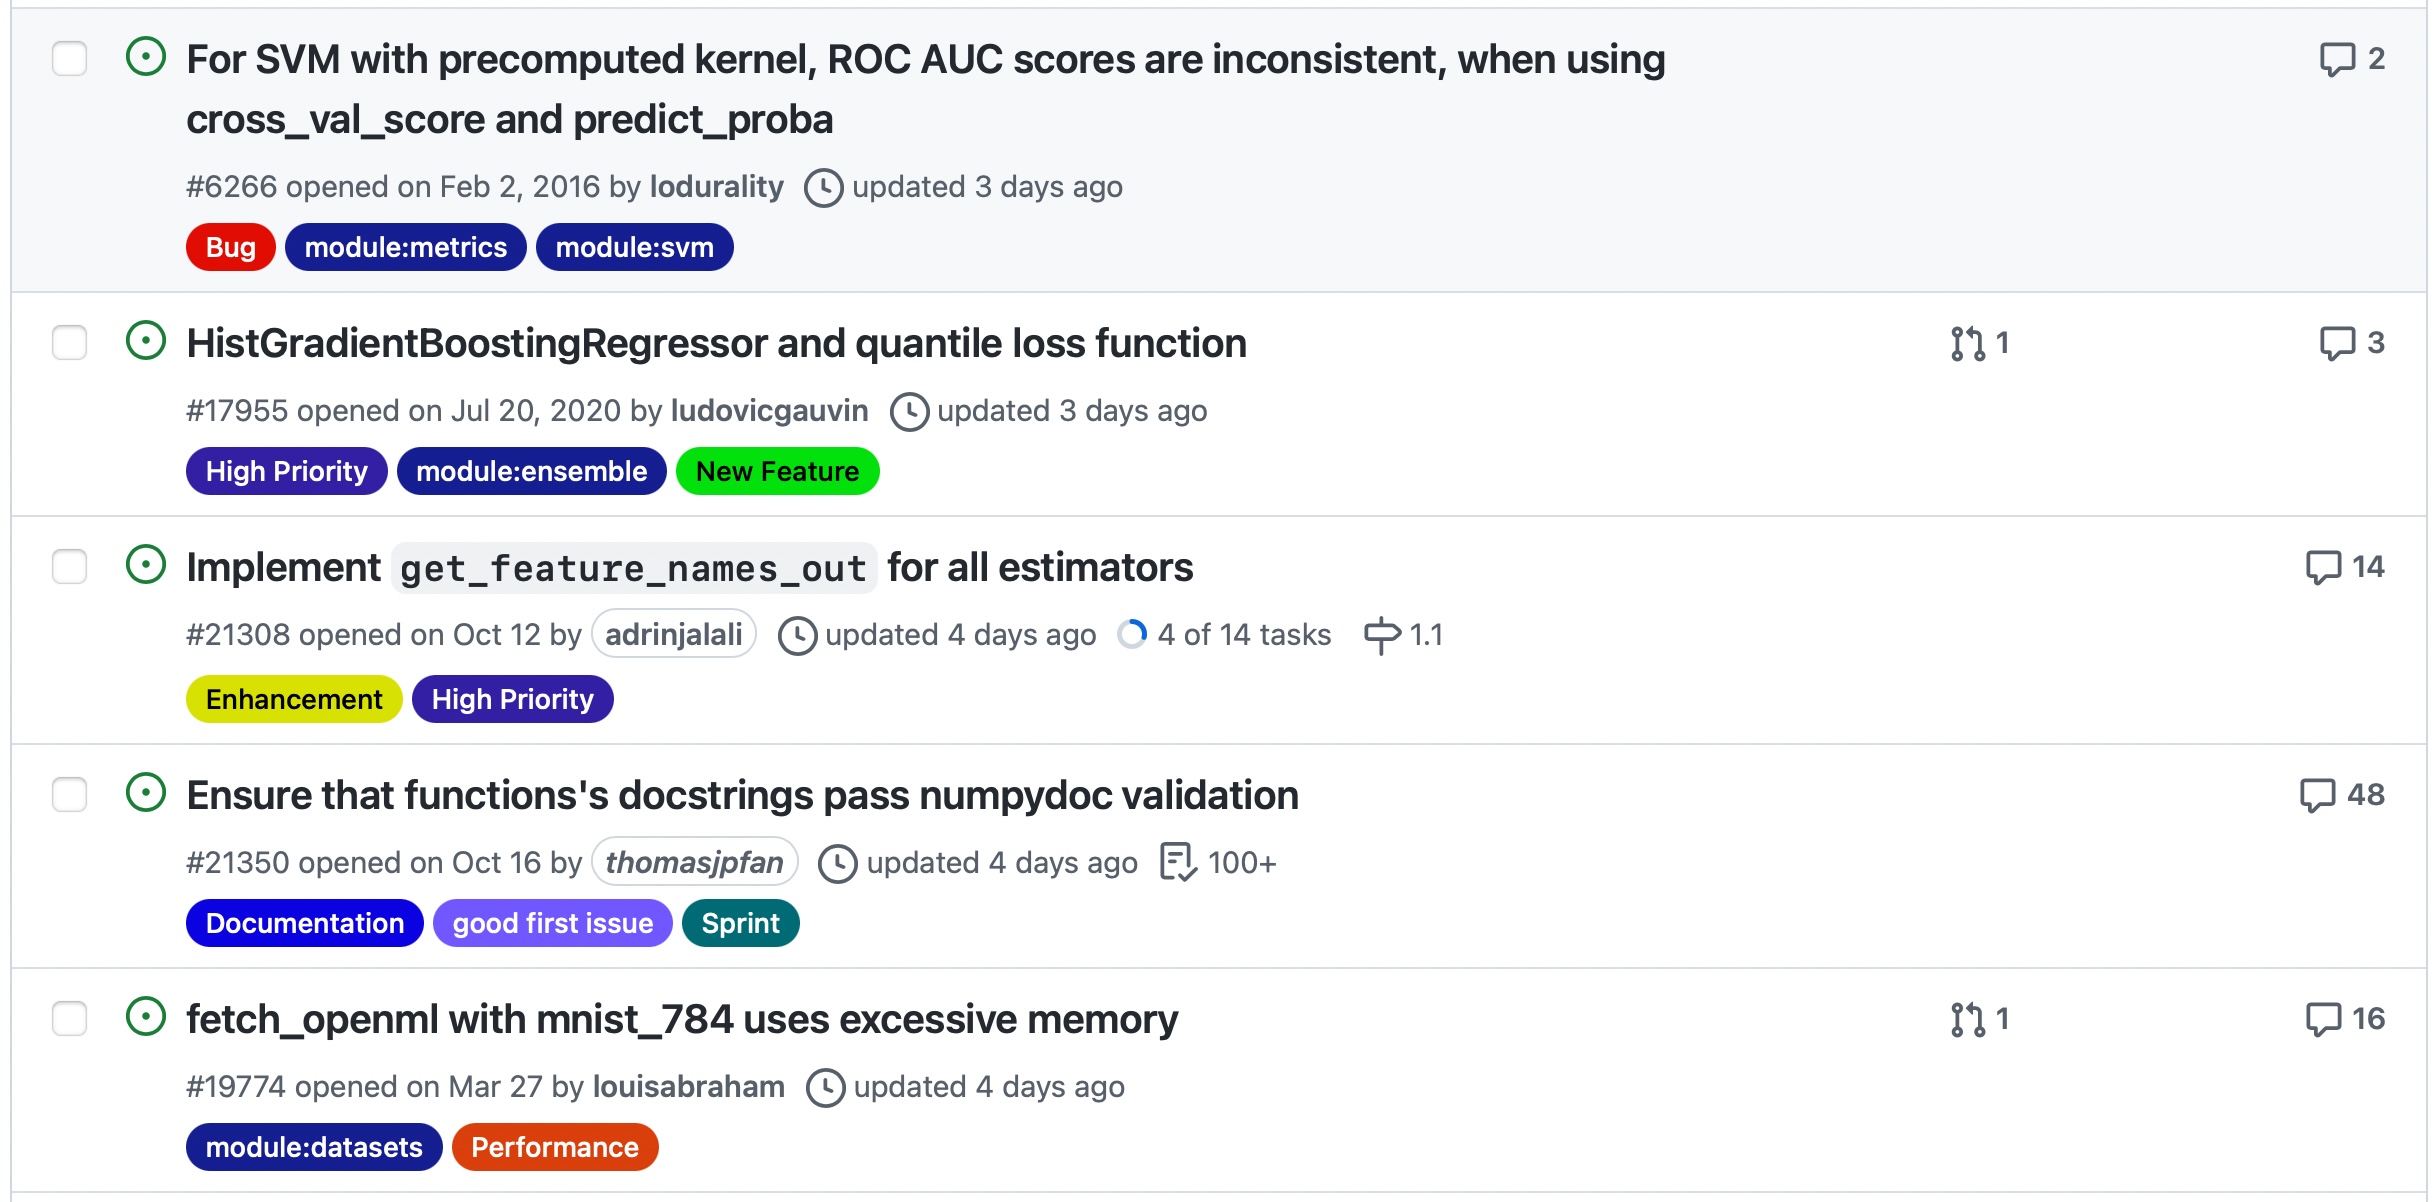 For SVM with precomputed kernel, ROC AUC scores are inconsistent, when using 2
cross_val_score and predict_proba
#6266 opened on Feb 2, 2016 by lodurality updated 3 days ago
Bug module:metrics module:svm
HistGradientBoostingRegressor and quantile loss function 1 3
#17955 opened on Jul 20, 2020 by ludovicgauvin updated 3 days ago
High Priority module:ensemble New Feature
Implement get_feature_names_out for all estimators 14
#21308 opened on Oct 12 by adrinjalali updated 4 days ago 4 of 14 tasks 1.1
Enhancement High Priority
Ensure that functions's docstrings pass numpydoc validation 48
#21350 opened on Oct 16 by thomasjpfan updated 4 days ago 100+
Documentation good first issue Sprint
fetch_openml with mnist_784 uses excessive memory 1 16
#19774 opened on Mar 27 by louisabraham updated 4 days ago
module:datasets Performance